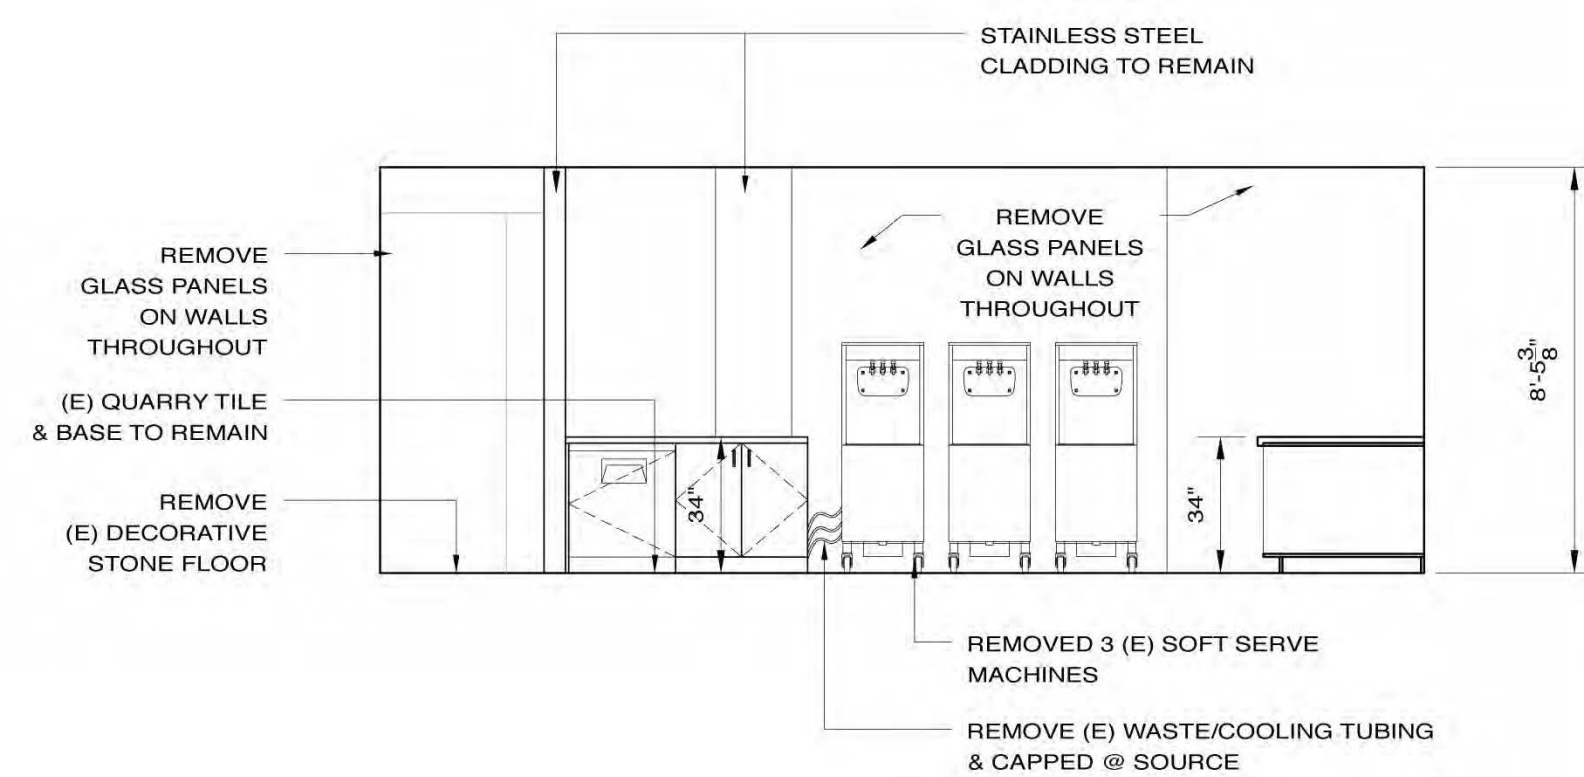 STAINLESS STEEL
CLADDING TO REMAIN
REMOVE
GLASS PANELS
ON WALLS
THROUGHOUT
REMOVE
GLASS PANELS
ON WALLS
THROUGHOUT
8'-5 3/8"
(E) QUARRY TILE
& BASE TO REMAIN
34"
34"
REMOVE
(E) DECORATIVE
STONE FLOOR
REMOVED 3 (E) SOFT SERVE
MACHINES
REMOVE (E) WASTE/COOLING TUBING
& CAPPED @ SOURCE